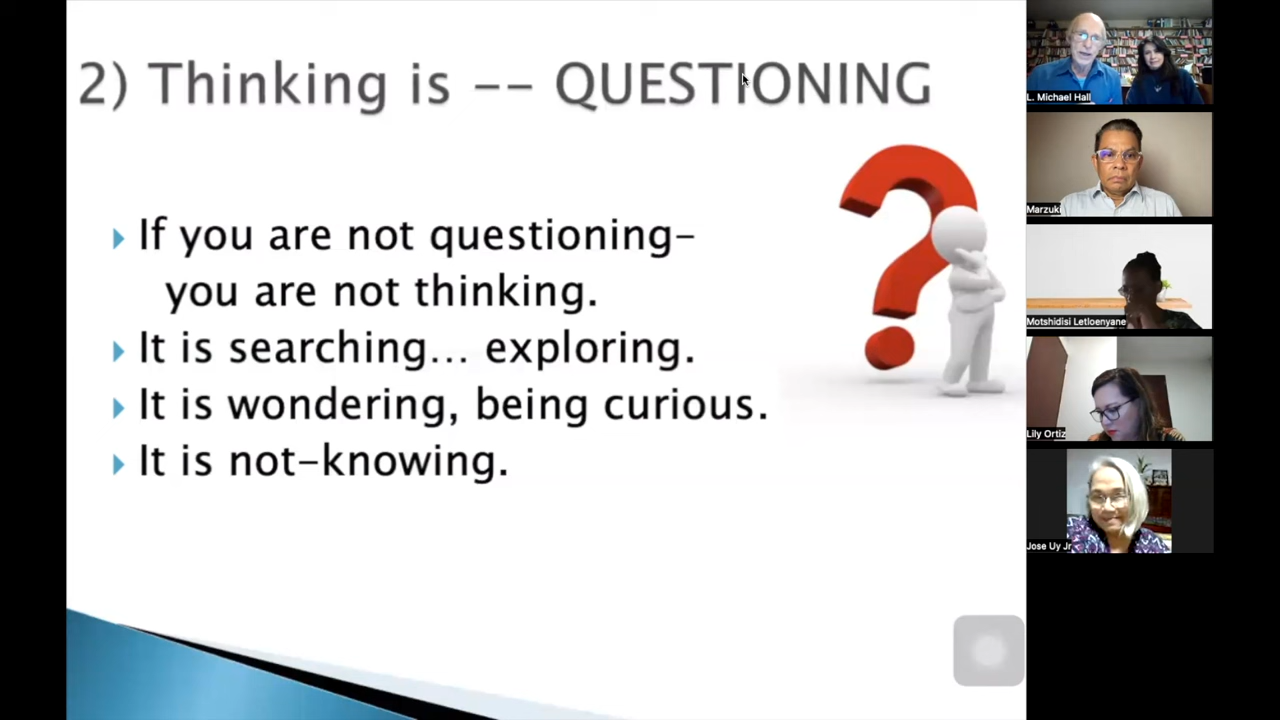 2) Thinking is -- QUESTIONING
If you are not questioning-
you are not thinking.
It is searching... exploring.
It is wondering, being curious.
It is not-knowing.
L. Michael Hall
Marzuki
Motshidisi Letloenyane
Lily Ortiz
Jose Uy Jr